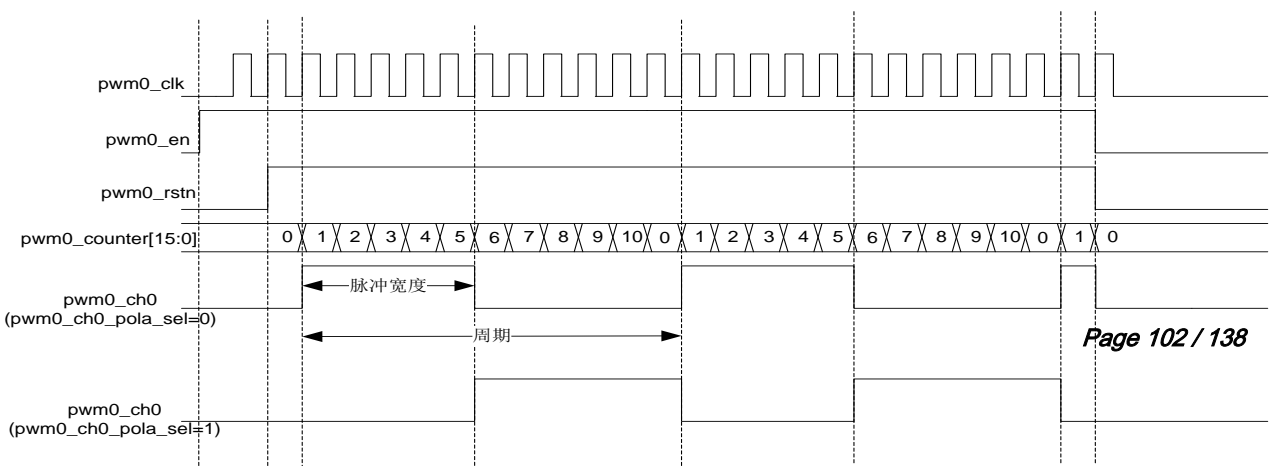 pwm0_clk
pwm0_en
pwm0_rstn
pwm0_counter[15:0] 0 1 2 3 4 5 6 7 8 9 10 0 1 2 3 4 5 6 7 8 9 10 0 1 0
脉冲宽度
pwm0_ch0
(pwm0_ch0_pola_sel=0)
周期
Page 102 / 138
pwm0_ch0
(pwm0_ch0_pola_sel=1)